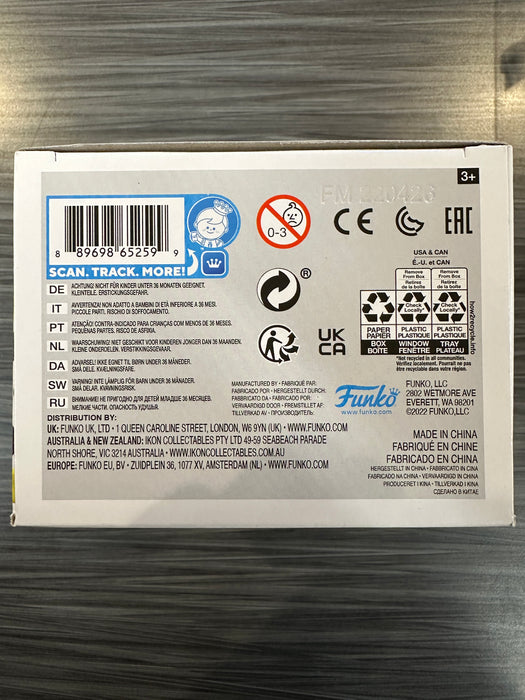 FM 220426
3+
8 89698 65259 9
SCAN. TRACK. MORE!
0-3
CE
EAC
®
UK
CA
USA & CAN
É.-U. et CAN
Remove
From Box
Retirez
de la boîte
Check
Locally*
Remove
From Box
Retirez
de la boîte
Check
Locally*
PAPER
PAPIER
PLASTIC
PLASTIQUE
PLASTIC
PLASTIQUE
BOX
BOÎTE
WINDOW
FENÊTRE
TRAY
PLATEAU
*Not recycled in all communities.
Vérifiez localement. Peut ne pas être
recyclé partout.
how2recycle.info
DE ACHTUNG! NICHT FÜR KINDER UNTER 36 MONATEN GEEIGNET.
KLEINTEILE. ERSTICKUNGSGEFAHR.
IT AVVERTENZA! NON ADATTO A BAMBINI DI ETÀ INFERIORE A 36 MESI.
PICCOLE PARTI, RISCHIO DI SOFFOCAMENTO.
PT ATENÇÃO! CONTRA-INDICADO PARA CRIANÇAS COM MENOS DE 36 MESES.
PEQUENAS PARTES. RISCO DE ASFIXIA.
NL WAARSCHUWING! NIET GESCHIKT VOOR KINDEREN JONGER DAN 36 MAANDEN.
KLEINE ONDERDELEN. VERSTIKKINGSGEVAAR.
DA ADVARSEL! IKKE EGNET TIL BØRN UNDER 36 MÅNEDER.
SMÅ DELE. KVÆLNINGSFARE.
SW VARNING! INTE LÄMPLIG FÖR BARN UNDER 36 MÅNADER.
SMÅ DELAR. KVÄVNINGSRISK.
RU ВНИМАНИЕ! НЕ ПРИГОДНО ДЛЯ ДЕТЕЙ МЛАДШЕ 36 МЕСЯЦЕВ.
МЕЛКИЕ ЧАСТИ. ОПАСНОСТЬ УДУШЬЯ.
MANUFACTURED BY • FABRIQUÉ PAR:
FABRICADO POR • HERGESTELLT DURCH:
FABBRICATO DA • FABRICADO POR:
VERVAARDIGD DOOR • FREMSTILLET AF:
TILLVERKAD AV • ПРОИЗВОДИТЕЛЬ:
Funko
www.Funko.com
FUNKO, LLC
2802 WETMORE AVE
EVERETT, WA 98201
©2022 FUNKO,LLC
DISTRIBUTION BY:
UK: FUNKO UK, LTD • 1 QUEEN CAROLINE STREET, LONDON, W6 9YN (UK) • WWW.FUNKO.COM
AUSTRALIA & NEW ZEALAND: IKON COLLECTABLES PTY LTD 49-59 SEABEACH PARADE
NORTH SHORE, VIC 3214 AUSTRALIA • WWW.IKONCOLLECTABLES.COM
EUROPE: FUNKO EU, BV • ZUIDPLEIN 36, 1077 XV, AMSTERDAM (NL) • WWW.FUNKO.COM
MADE IN CHINA
FABRIQUÉ EN CHINE
FABRICADO EN CHINA
HERGESTELLT IN CHINA • FABBRICATO IN CINA
FABRICADO NA CHINA • VERVAARDIGD IN CHINA
PRODUCERET I KINA • TILLVERKAD I KINA
СДЕЛАНО В КИТАЕ